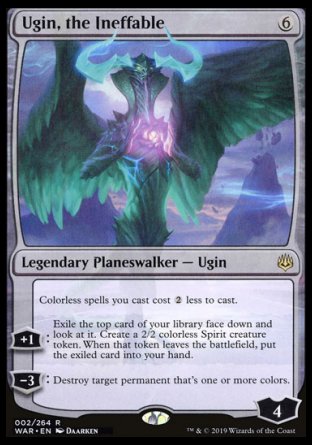 Ugin, the Ineffable 6
Legendary Planeswalker — Ugin
Colorless spells you cast cost 2 less to cast.
+1: Exile the top card of your library face down and
look at it. Create a 2/2 colorless Spirit creature
token. When that token leaves the battlefield, put
the exiled card into your hand.
-3: Destroy target permanent that's one or more colors.
4
002/264 R
WAR • EN Daarken
™ & © 2019 Wizards of the Coast